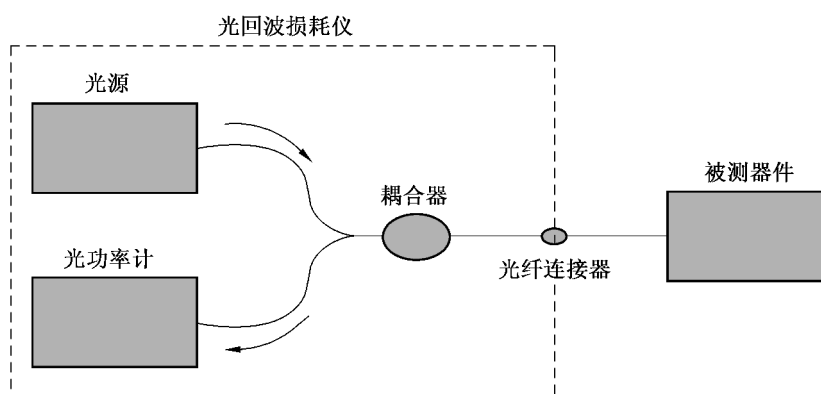 光回波损耗仪
光源
耦合器
被测器件
光功率计
光纤连接器